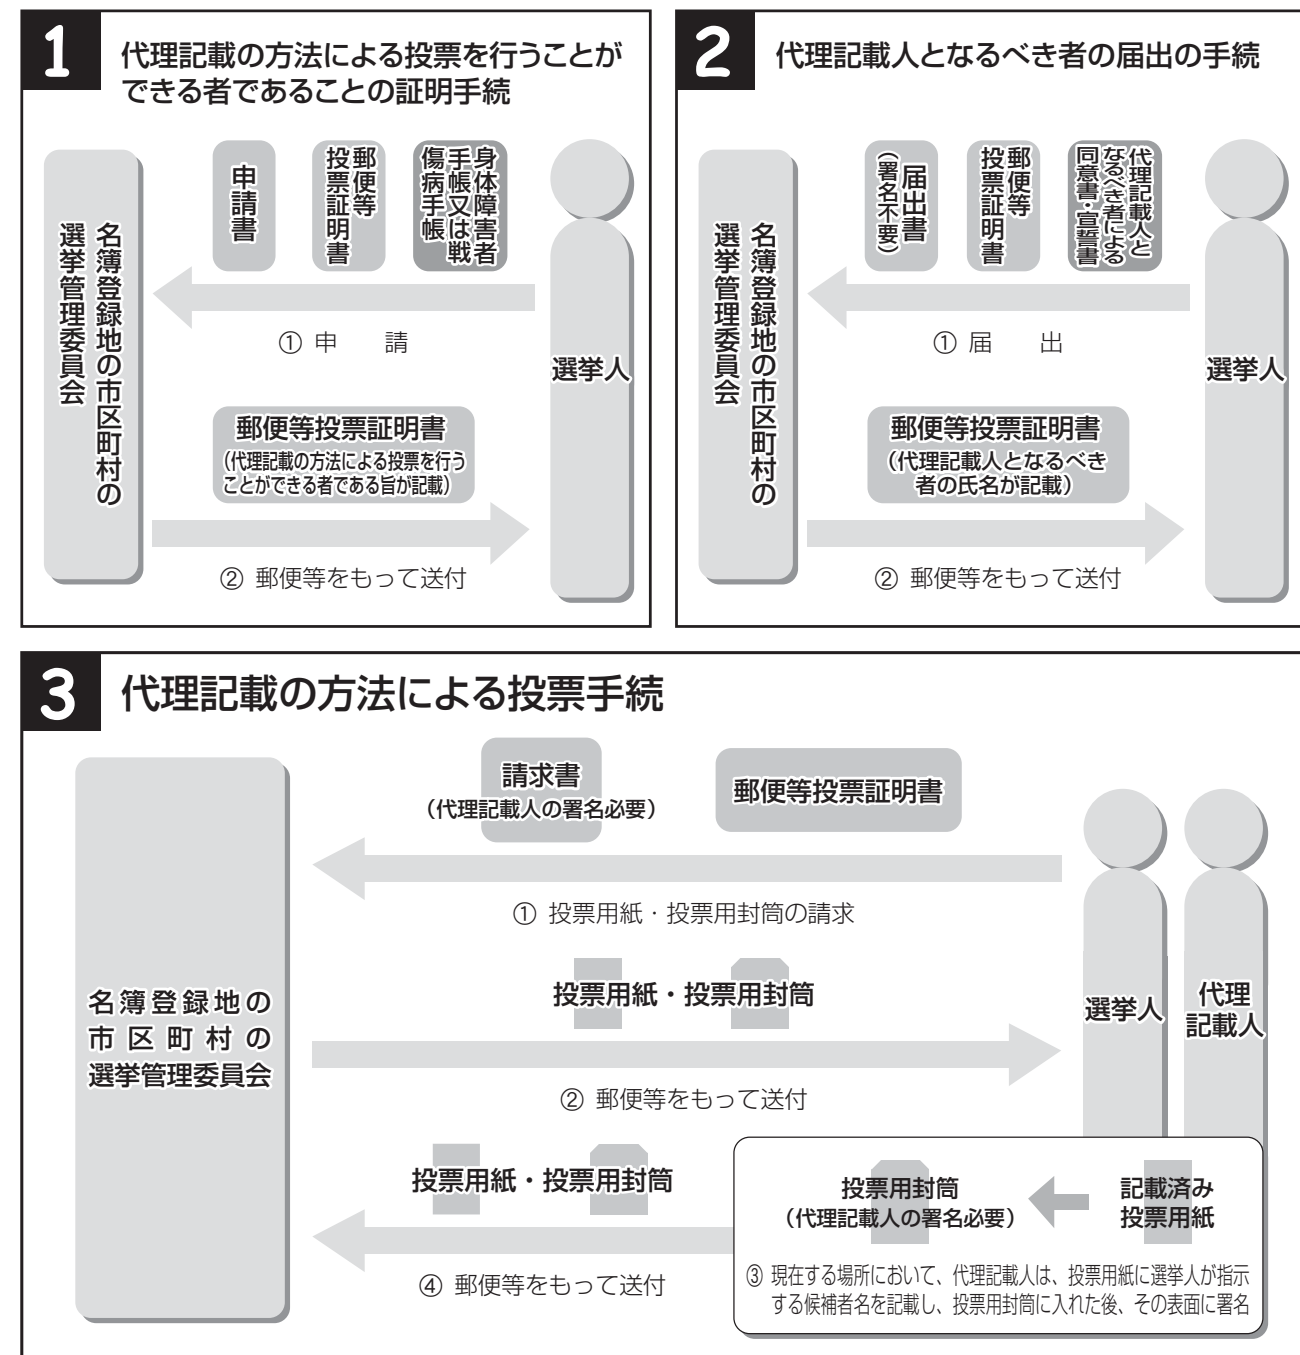 1
代理記載の方法による投票を行うことが
できる者であることの証明手続
名簿登録地の市区町村の
選挙管理委員会
申請書
郵便等
投票証明書
身体障害者
手帳又は戦
傷病手帳
① 申　請
選挙人
郵便等投票証明書
(代理記載の方法による投票を行う
ことができる者である旨が記載)
② 郵便等をもって送付
2
代理記載人となるべき者の届出の手続
名簿登録地の市区町村の
選挙管理委員会
届出書
(署名不要)
郵便等
投票証明書
代理記載人と
なるべき者による
同意書・宣誓書
① 届　出
選挙人
郵便等投票証明書
(代理記載人となるべき
者の氏名が記載)
② 郵便等をもって送付
3
代理記載の方法による投票手続
名簿登録地の
市区町村の
選挙管理委員会
請求書
(代理記載人の署名必要)
郵便等投票証明書
① 投票用紙・投票用封筒の請求
投票用紙・投票用封筒
② 郵便等をもって送付
選挙人
代理
記載人
投票用紙・投票用封筒
④ 郵便等をもって送付
投票用封筒
(代理記載人の署名必要)
記載済み
投票用紙
③ 現在する場所において、代理記載人は、投票用紙に選挙人が指示
する候補者名を記載し、投票用封筒に入れた後、その表面に署名